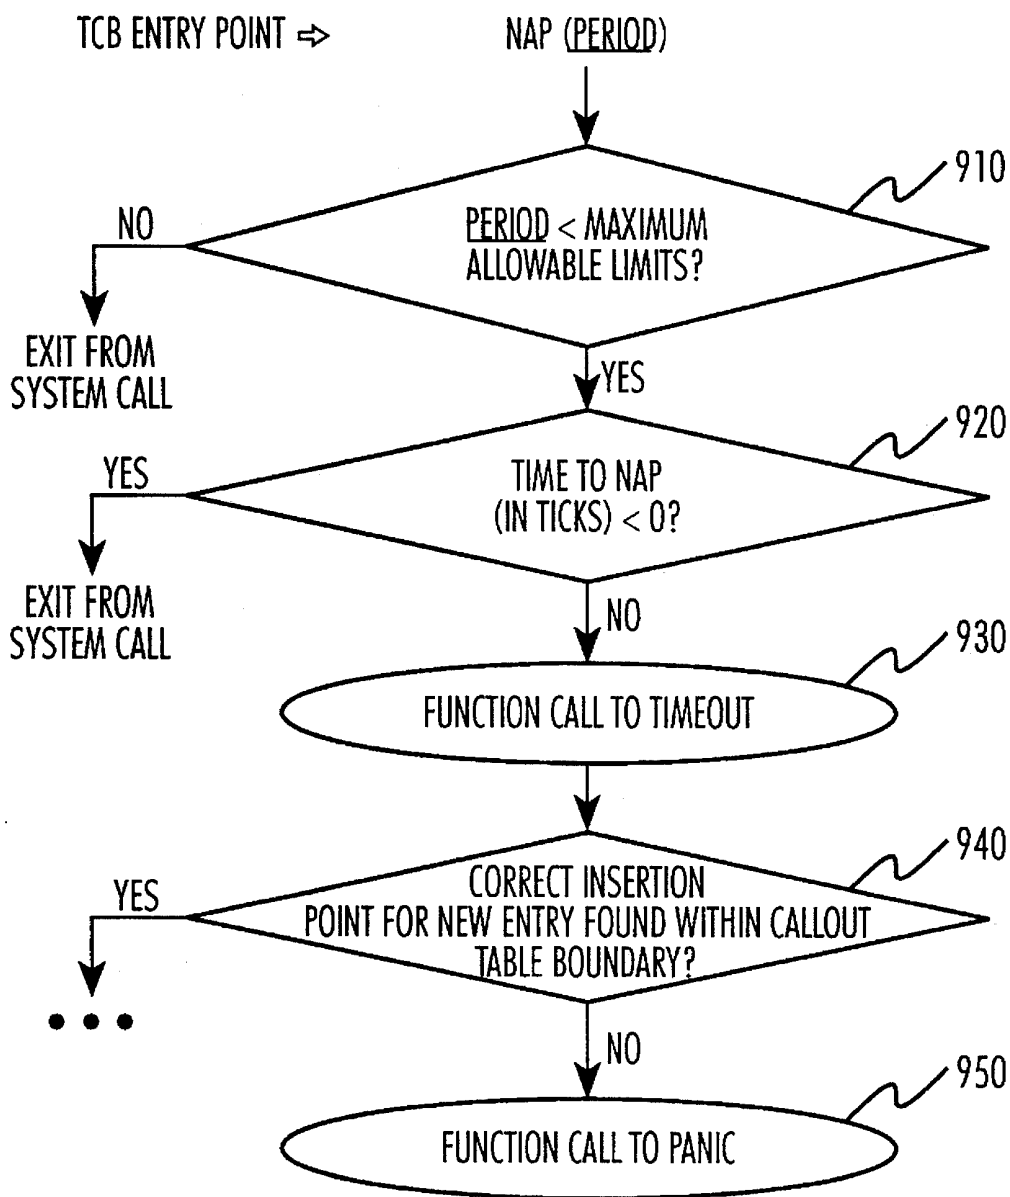 TCB ENTRY POINT ⇨ NAP (PERIOD)
910
PERIOD < MAXIMUM
ALLOWABLE LIMITS?
NO
EXIT FROM
SYSTEM CALL
YES
920
TIME TO NAP
(IN TICKS) < 0?
YES
EXIT FROM
SYSTEM CALL
NO
930
FUNCTION CALL TO TIMEOUT
940
CORRECT INSERTION
POINT FOR NEW ENTRY FOUND WITHIN CALLOUT
TABLE BOUNDARY?
YES
• • •
NO
950
FUNCTION CALL TO PANIC